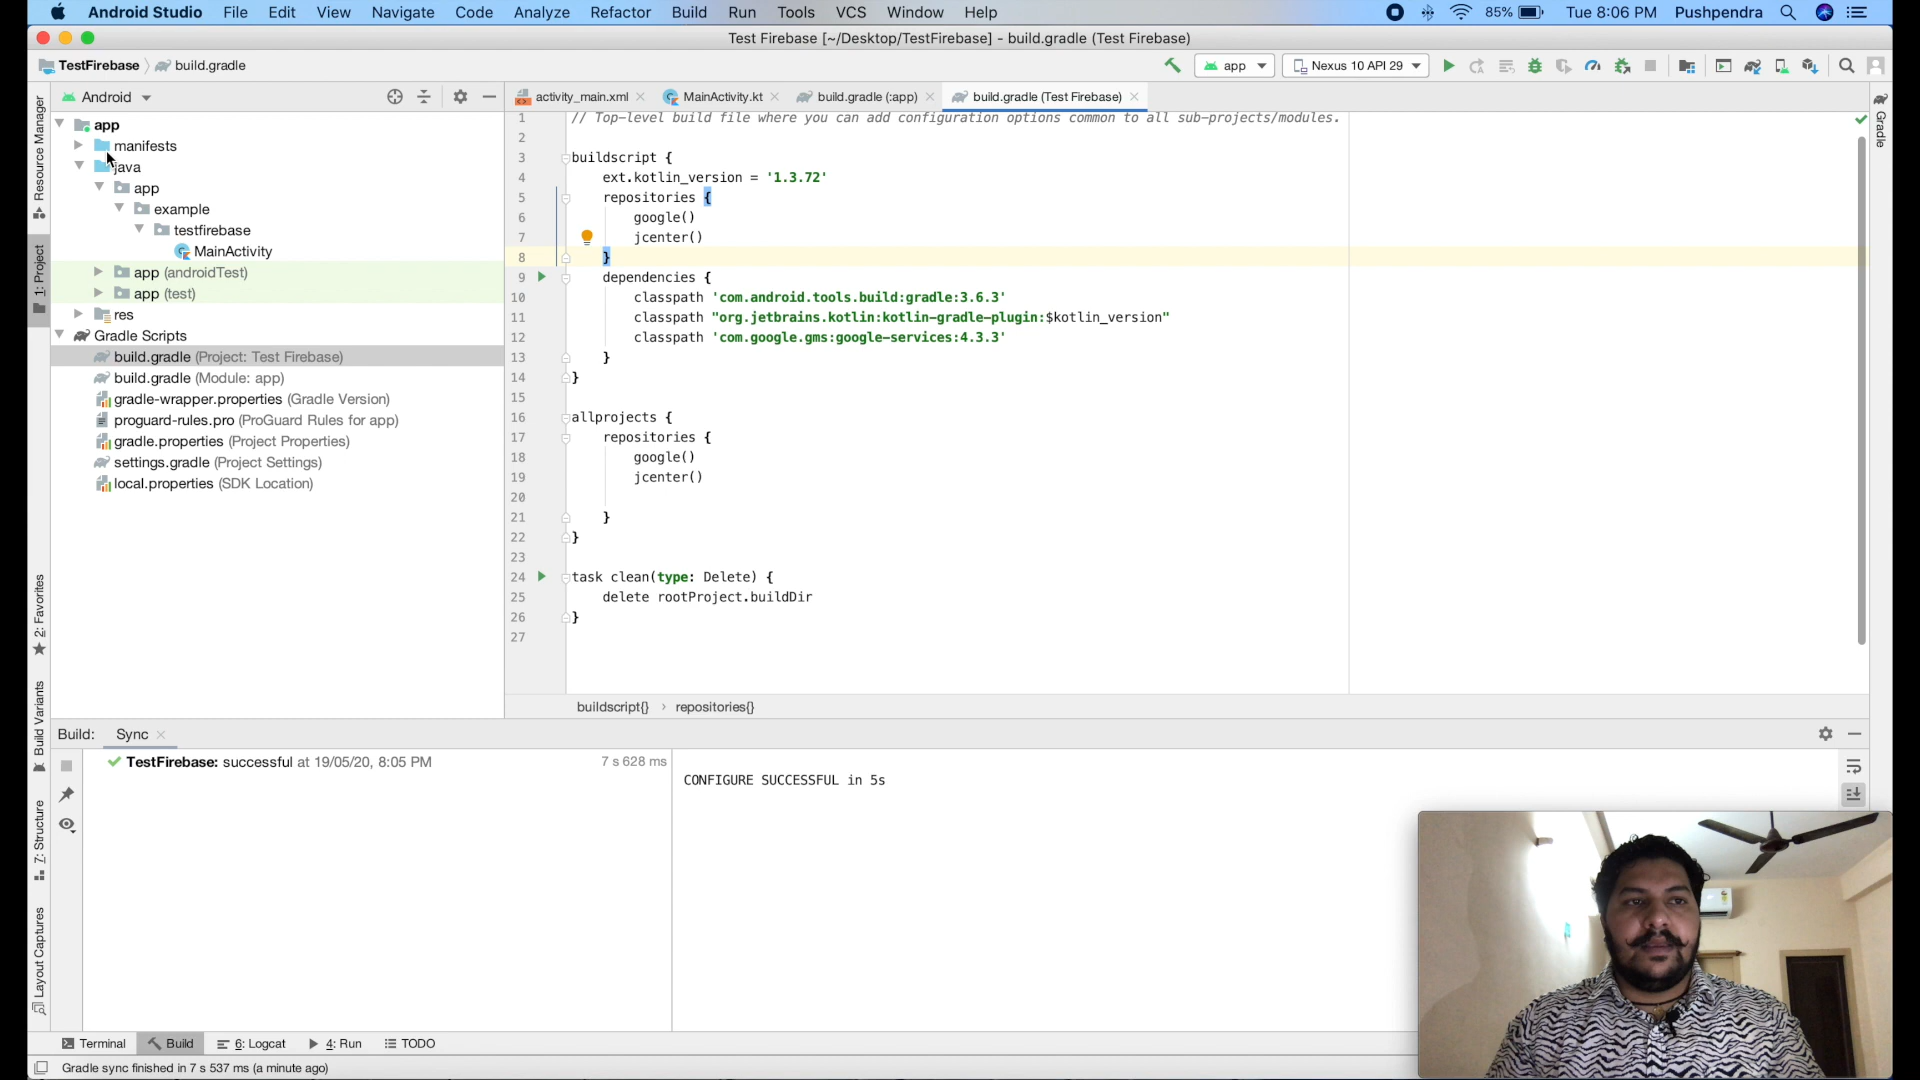 Android Studio File Edit View Navigate Code Analyze Refactor Build Run Tools VCS Window Help 85% Tue 8:06 PM Pushpendra
Test Firebase [~/Desktop/TestFirebase] - build.gradle (Test Firebase)
TestFirebase build.gradle app Nexus 10 API 29
Android
activity_main.xml MainActivity.kt build.gradle (:app) build.gradle (Test Firebase)
app
manifests
java
app
example
testfirebase
MainActivity
app (androidTest)
app (test)
res
Gradle Scripts
build.gradle (Project: Test Firebase)
build.gradle (Module: app)
gradle-wrapper.properties (Gradle Version)
proguard-rules.pro (ProGuard Rules for app)
gradle.properties (Project Properties)
settings.gradle (Project Settings)
local.properties (SDK Location)
Resource Manager
1: Project
2: Favorites
Build Variants
7: Structure
Layout Captures
Gradle
1 // Top-level build file where you can add configuration options common to all sub-projects/modules.
2
3 buildscript {
4 ext.kotlin_version = '1.3.72'
5 repositories {
6 google()
7 jcenter()
8 }
9 dependencies {
10 classpath 'com.android.tools.build:gradle:3.6.3'
11 classpath "org.jetbrains.kotlin:kotlin-gradle-plugin:$kotlin_version"
12 classpath 'com.google.gms:google-services:4.3.3'
13 }
14 }
15
16 allprojects {
17 repositories {
18 google()
19 jcenter()
20
21 }
22 }
23
24 task clean(type: Delete) {
25 delete rootProject.buildDir
26 }
27
buildscript{} › repositories{}
Build: Sync
TestFirebase: successful at 19/05/20, 8:05 PM 7 s 628 ms
CONFIGURE SUCCESSFUL in 5s
Terminal Build 6: Logcat 4: Run TODO
Gradle sync finished in 7 s 537 ms (a minute ago)